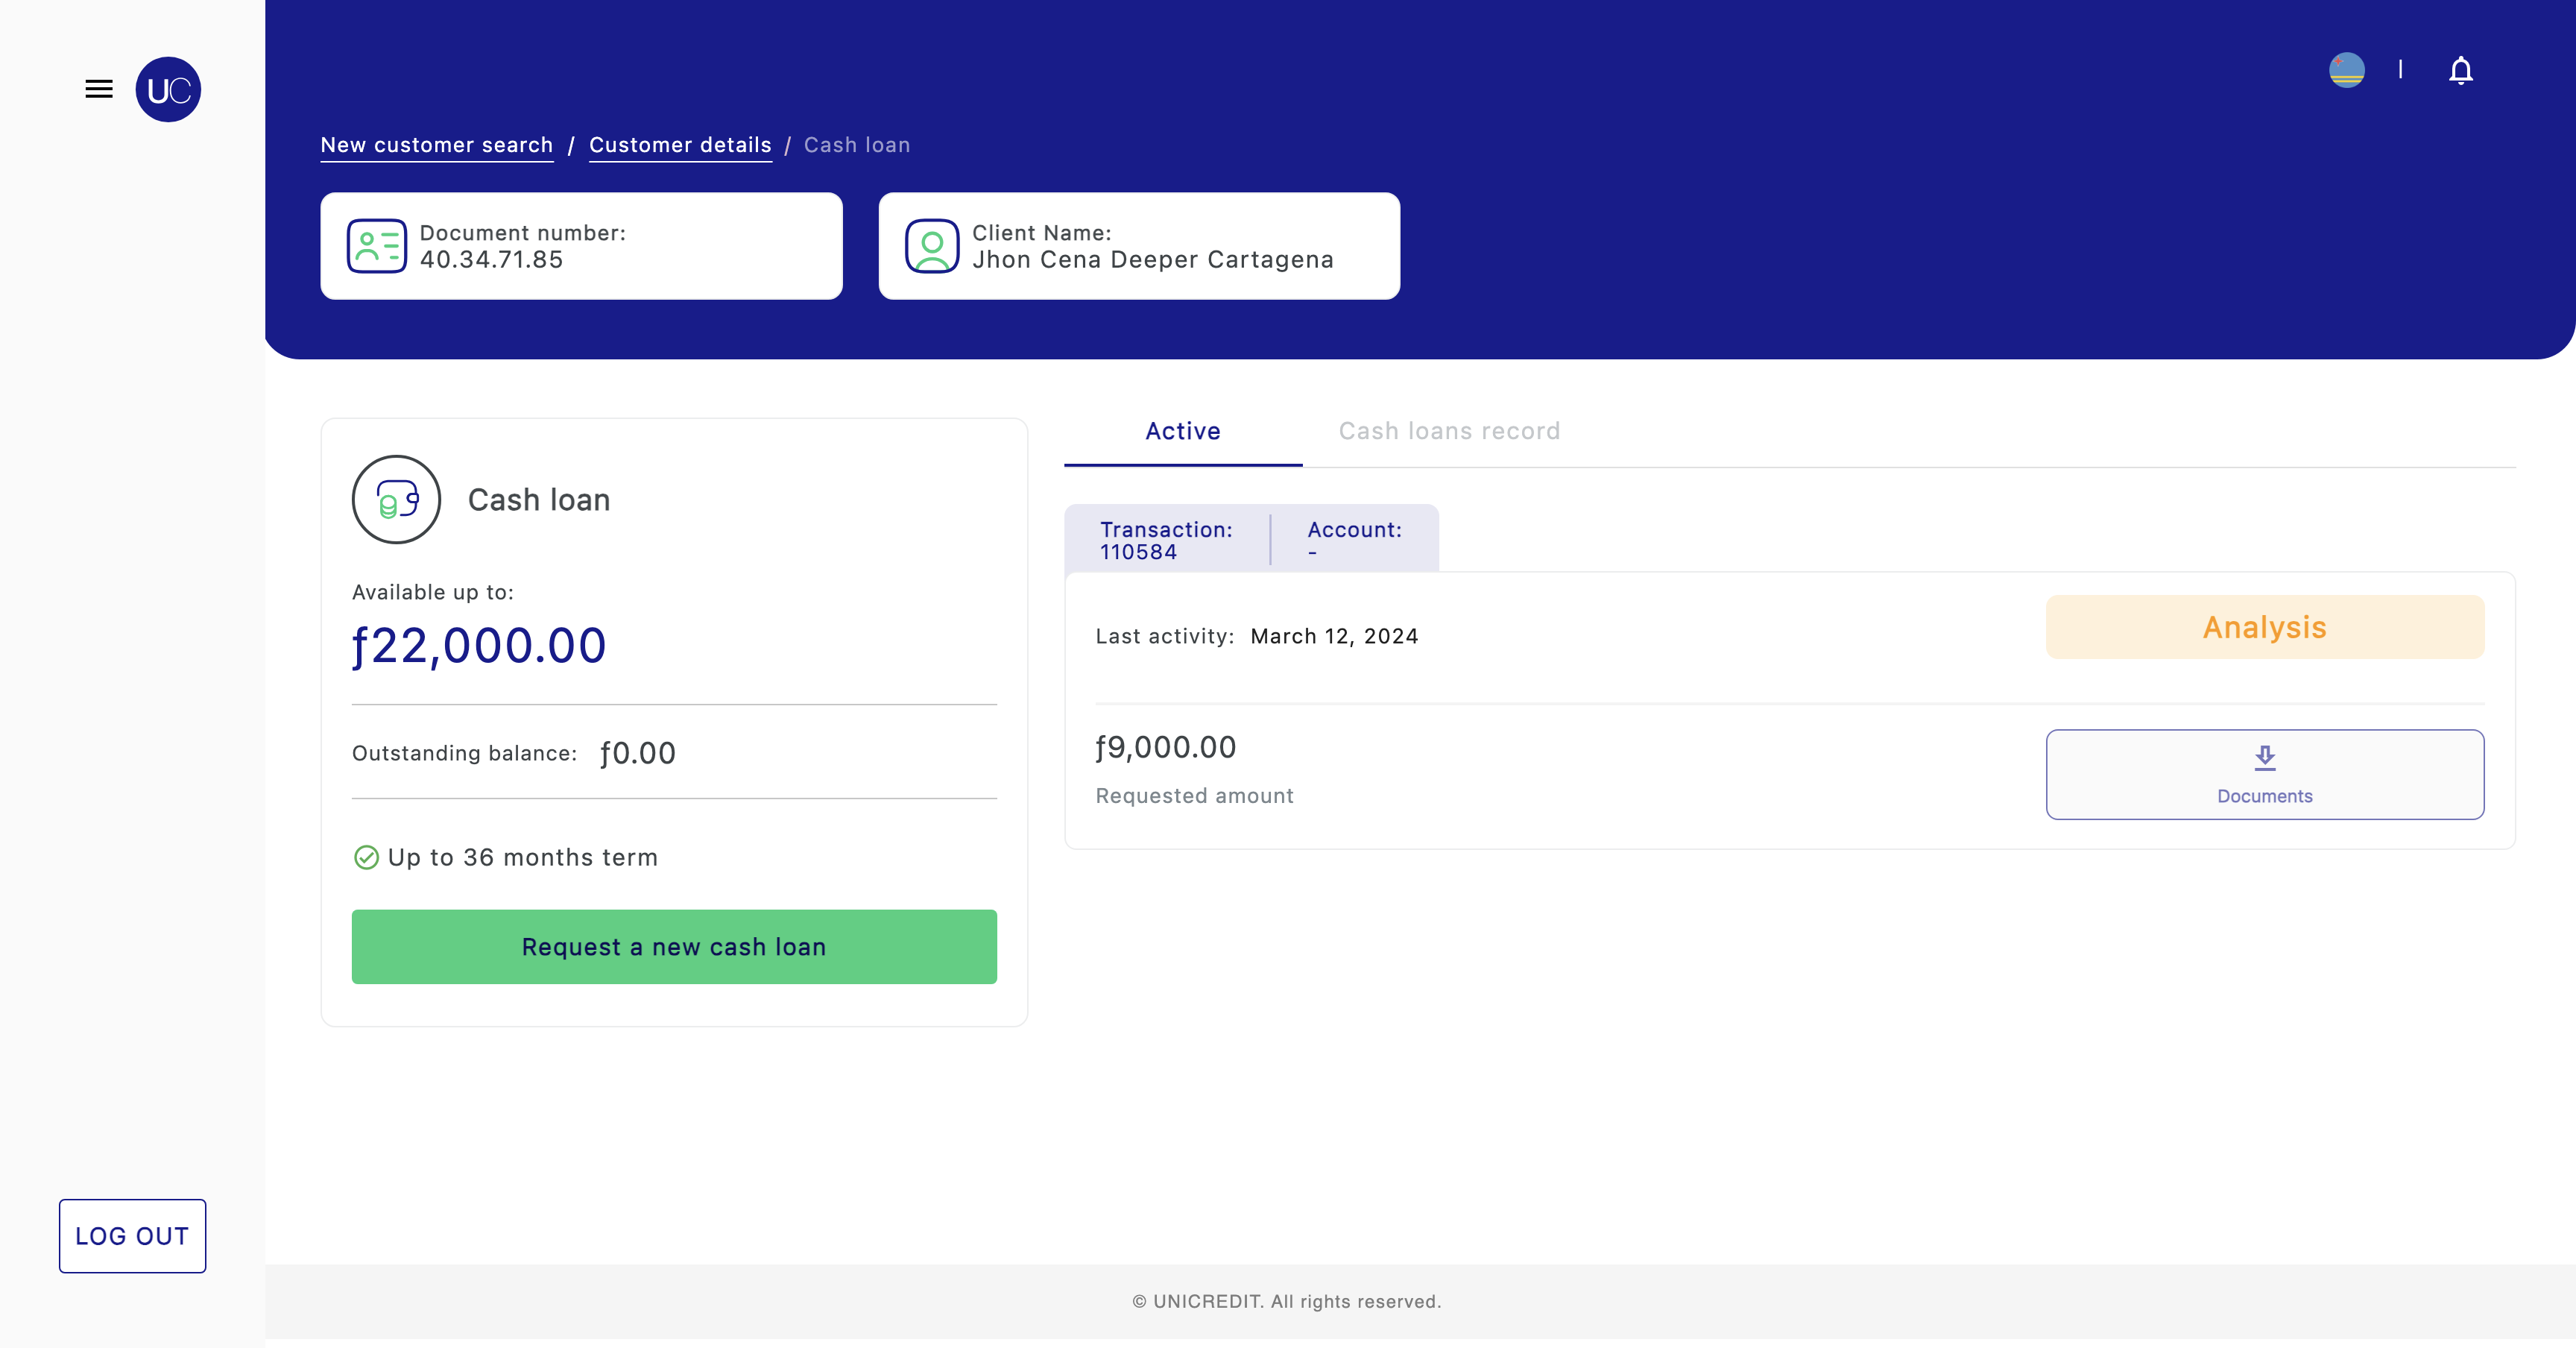 UC
New customer search / Customer details / Cash loan
Document number:
40.34.71.85
Client Name:
Jhon Cena Deeper Cartagena
Cash loan
Available up to:
ƒ22,000.00
Outstanding balance: ƒ0.00
Up to 36 months term
Request a new cash loan
Active
Cash loans record
Transaction:
110584
Account:
-
Last activity: March 12, 2024
Analysis
ƒ9,000.00
Requested amount
Documents
LOG OUT
© UNICREDIT. All rights reserved.